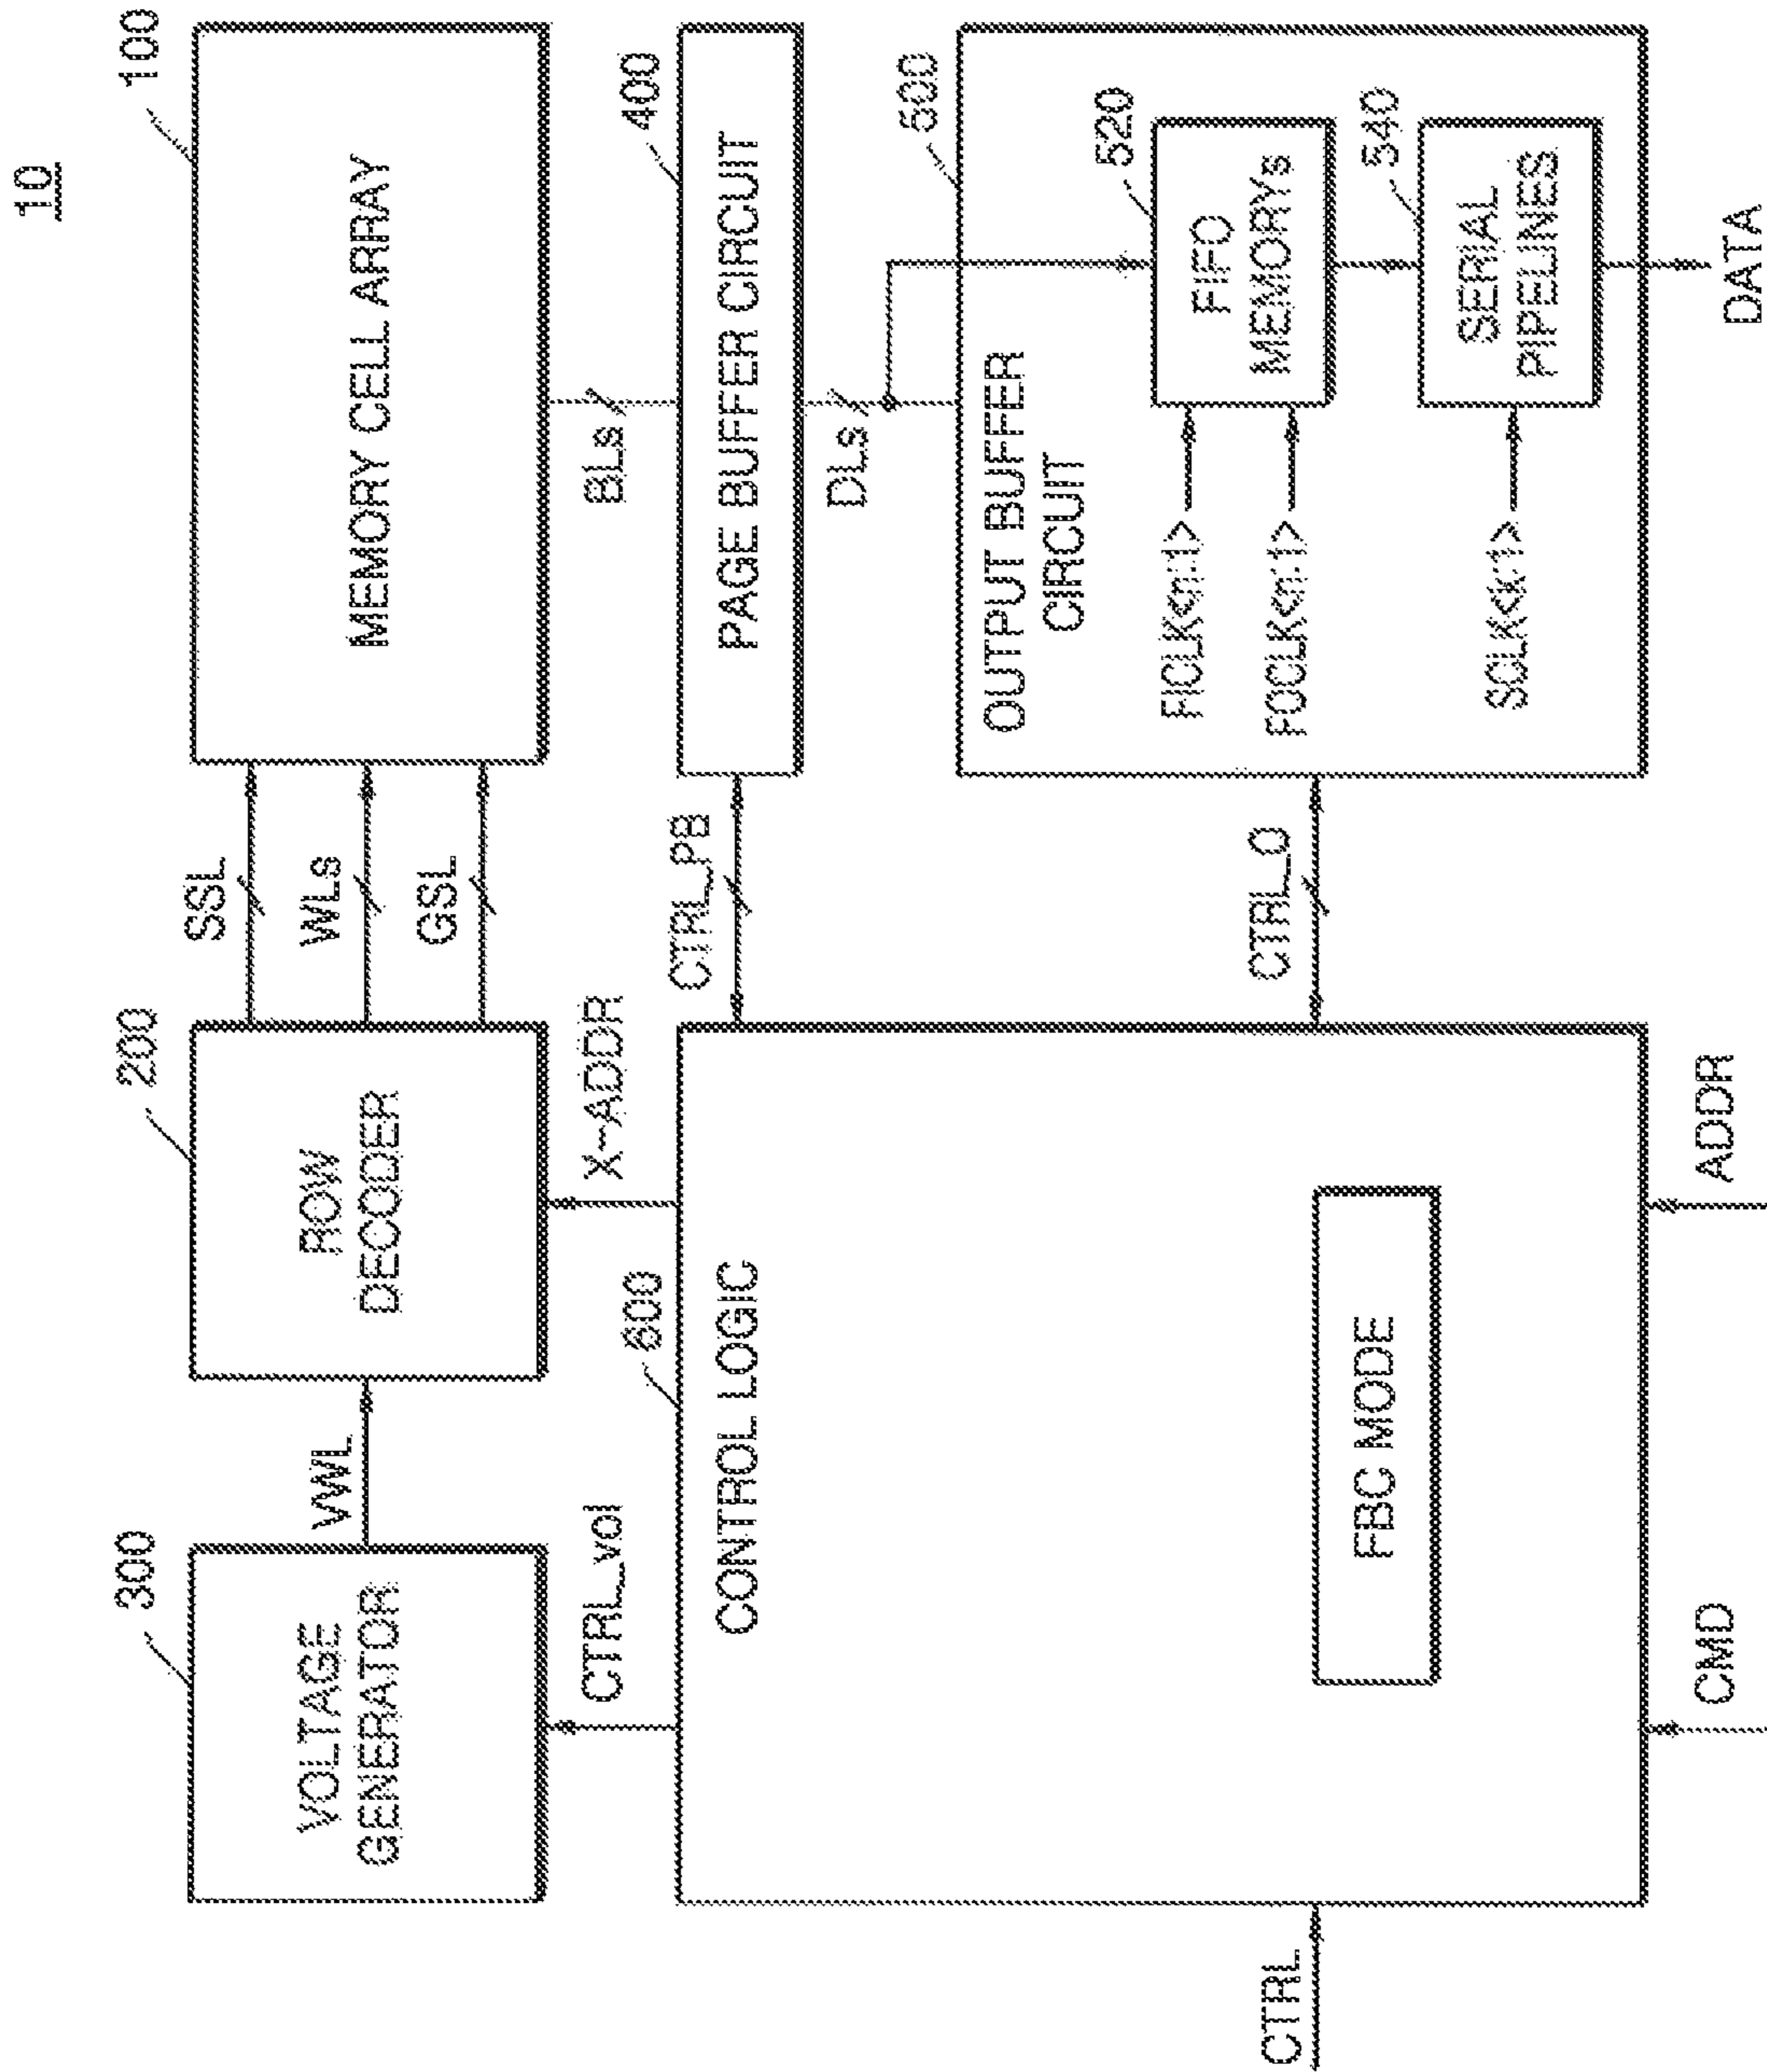 10
300
200
100
VOLTAGE
GENERATOR
VWL
ROW
DECODER
SSL
WLs
GSL
MEMORY CELL ARRAY
CTRL_vol
X-ADDR
BLs
600
400
CONTROL LOGIC
CTRL_PB
PAGE BUFFER CIRCUIT
DLs
500
OUTPUT BUFFER
CIRCUIT
520
FICLK<n:1>
FOCLK<n:1>
FIFO
MEMORYs
CTRL
FBC MODE
CTRL_O
540
SCLK<k:1>
SERIAL
PIPELINES
CMD
ADDR
DATA